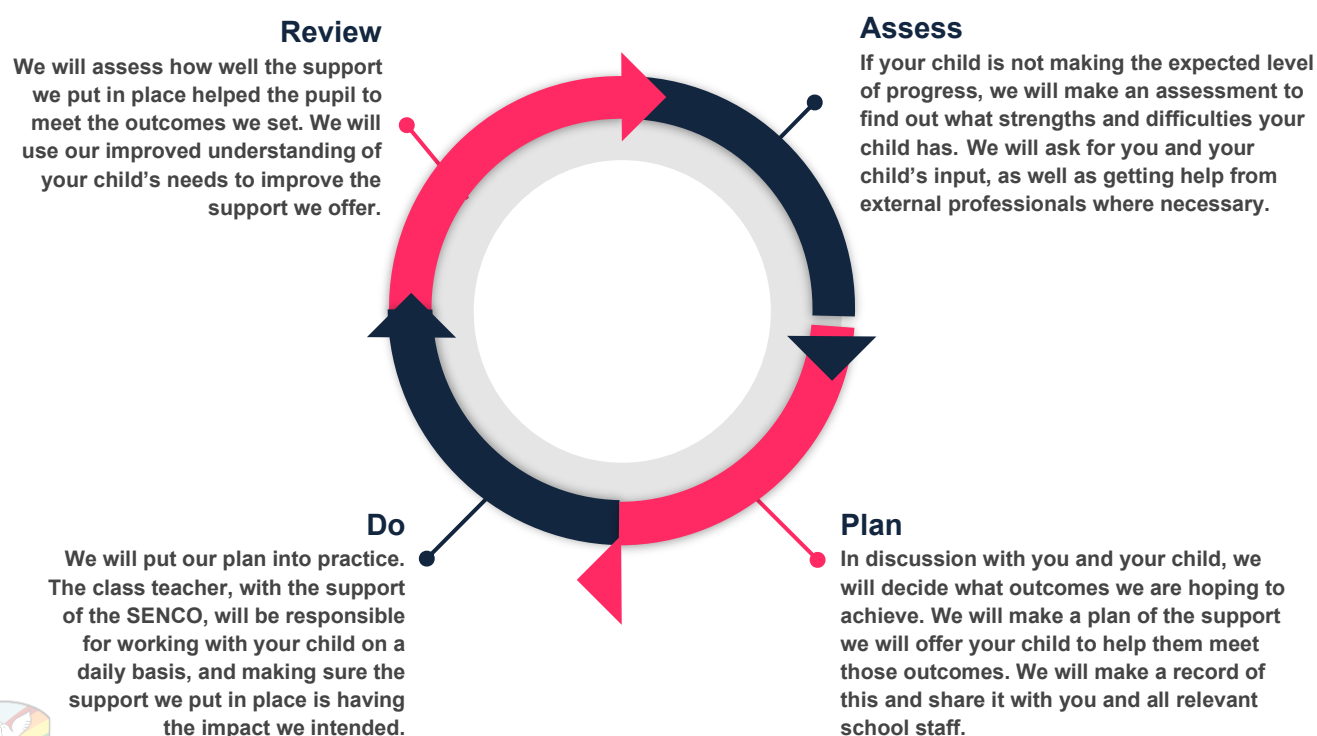 Review
We will assess how well the support
we put in place helped the pupil to
meet the outcomes we set. We will
use our improved understanding of
your child’s needs to improve the
support we offer.
Assess
If your child is not making the expected level
of progress, we will make an assessment to
find out what strengths and difficulties your
child has. We will ask for you and your
child’s input, as well as getting help from
external professionals where necessary.
Do
We will put our plan into practice.
The class teacher, with the support
of the SENCO, will be responsible
for working with your child on a
daily basis, and making sure the
support we put in place is having
the impact we intended.
Plan
In discussion with you and your child, we
will decide what outcomes we are hoping to
achieve. We will make a plan of the support
we will offer your child to help them meet
those outcomes. We will make a record of
this and share it with you and all relevant
school staff.